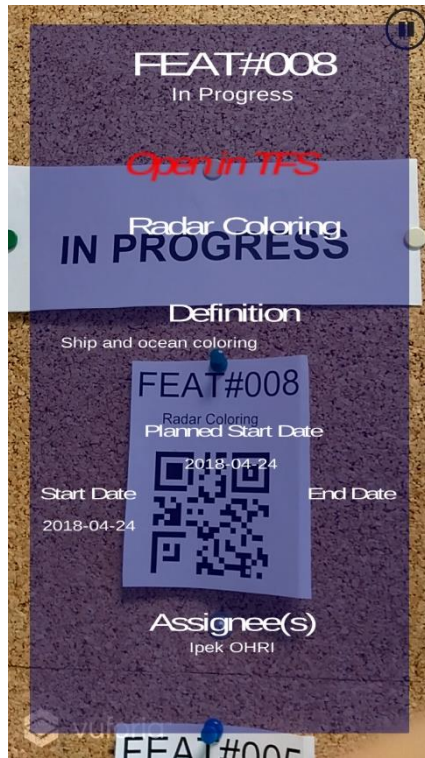 FEAT#008
In Progress
Open in TFS
Radar Coloring
IN PROGRESS
Definition
Ship and ocean coloring
FEAT#008
Radar Coloring
Planned Start Date
2018-04-24
Start Date
End Date
2018-04-24
Assignee(s)
Ipek OHRI
vuforia
FEAT#005